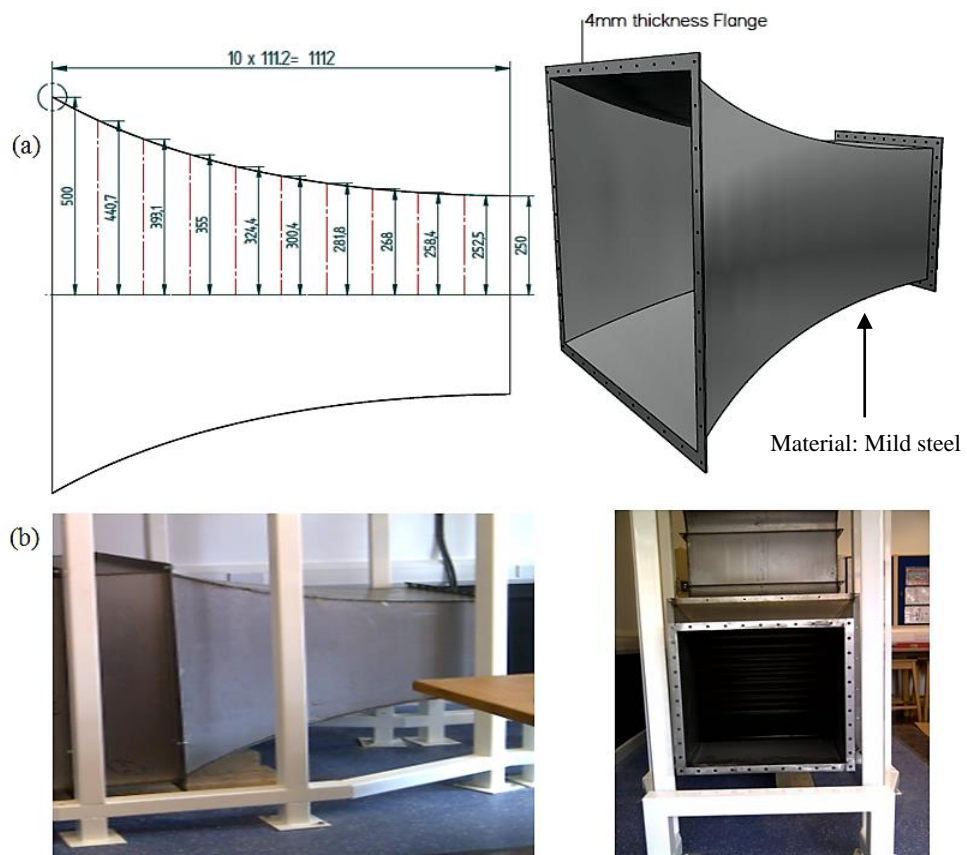 4mm thickness Flange
10 x 111.2= 1112
(a)
500
440,7
393,1
355
324,4
300,4
281,8
268
258,4
252,5
250
Material: Mild steel
(b)